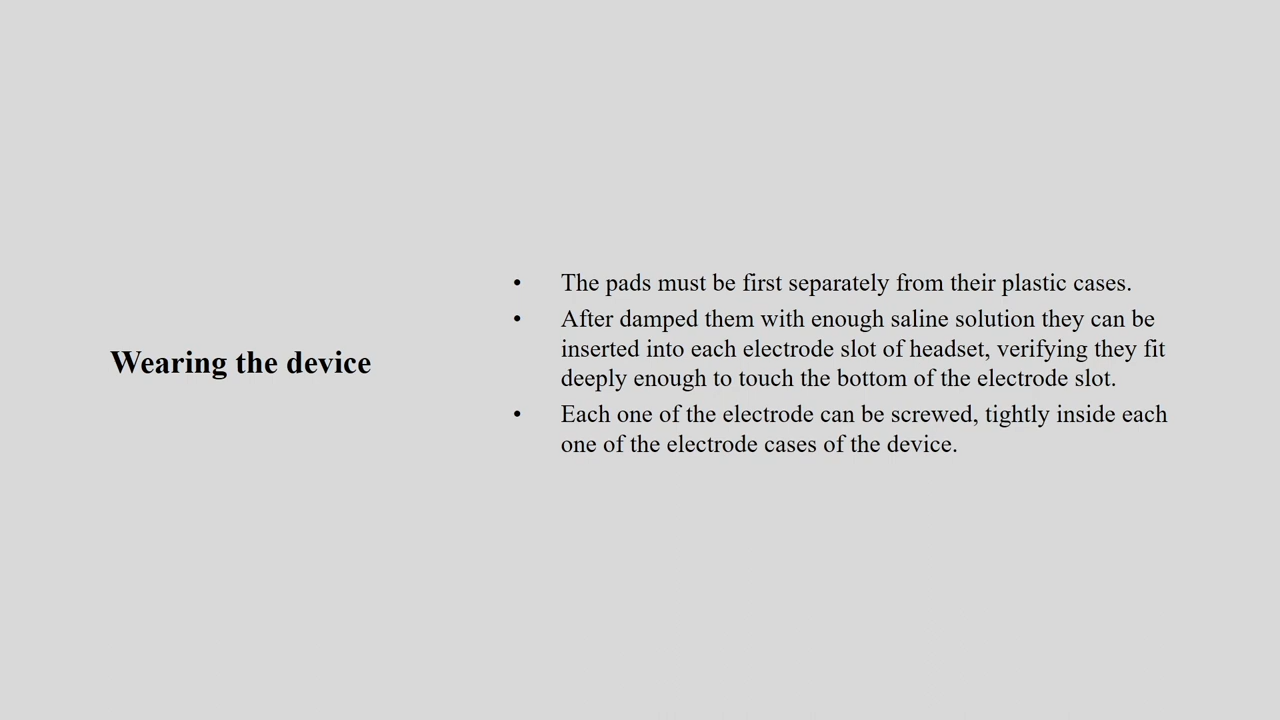 Wearing the device
• The pads must be first separately from their plastic cases.
• After damped them with enough saline solution they can be
inserted into each electrode slot of headset, verifying they fit
deeply enough to touch the bottom of the electrode slot.
• Each one of the electrode can be screwed, tightly inside each
one of the electrode cases of the device.